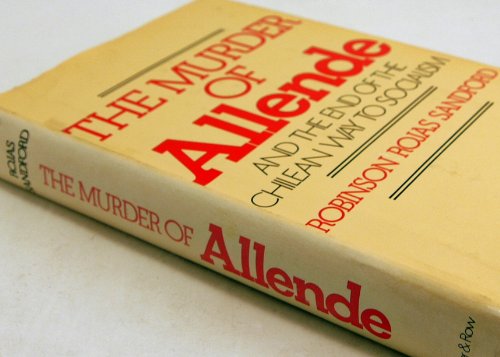 THE MURDER
OF
Allende
AND THE END OF THE
CHILEAN WAY TO SOCIALISM
ROBINSON ROJAS SANDFORD
ROJAS
SANDFORD
THE MURDER OF Allende
& ROW